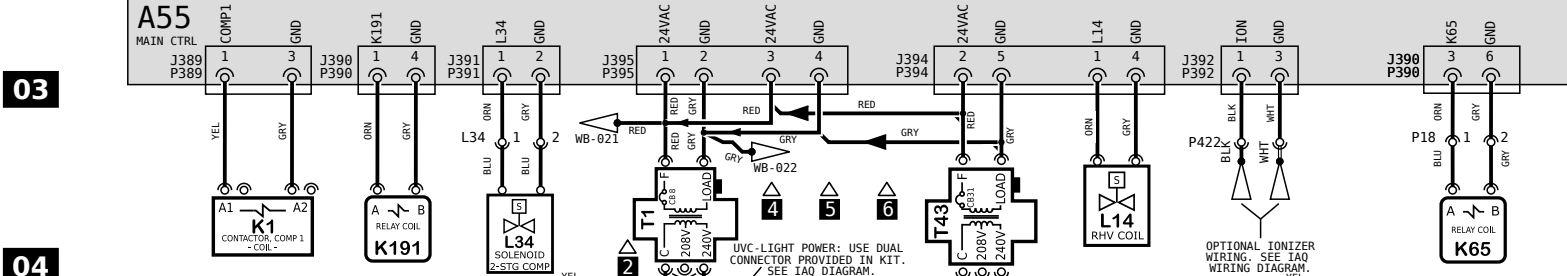 A55
MAIN CTRL
COMP1
GND
K191
GND
L34
GND
24VAC
GND
24VAC
GND
24VAC
GND
L14
GND
ION
GND
K65
GND
J389
P389
1
3
J390
P390
1
4
J391
P391
1
2
J395
P395
1
2
3
4
J394
P394
2
5
1
4
J392
P392
1
3
J390
P390
3
6
03
YEL
GRY
ORN
GRY
ORN
GRY
L34
1
2
BLU
BLU
WB-021
RED
RED
GRY
RED
GRY
RED
RED
GRY
GRY
WB-022
RED
GRY
ORN
GRY
BLK
WHT
P422
BLK
WHT
ORN
GRY
P18
1
2
BLU
GRY
A1
A2
K1
CONTACTOR, COMP 1
- COIL -
A
B
RELAY COIL
K191
S
L34
SOLENOID
2-STG COMP
T1
F
CB8
LOAD
C
208V
240V
2
4
5
6
UVC-LIGHT POWER: USE DUAL
CONNECTOR PROVIDED IN KIT.
SEE IAQ DIAGRAM.
T43
F
CB31
LOAD
C
208V
240V
S
L14
RHV COIL
OPTIONAL IONIZER
WIRING. SEE IAQ
WIRING DIAGRAM.
A
B
RELAY COIL
K65
04
YEL
YEL